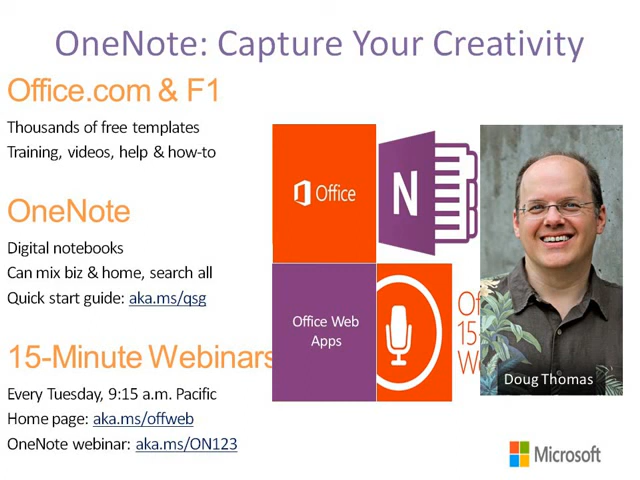 OneNote: Capture Your Creativity
Office.com & F1
Thousands of free templates
Training, videos, help & how-to
OneNote
Digital notebooks
Can mix biz & home, search all
Quick start guide: aka.ms/qsg
15-Minute Webinars
Every Tuesday, 9:15 a.m. Pacific
Home page: aka.ms/offweb
OneNote webinar: aka.ms/ON123
Office
N
Office Web
Apps
Of
15
W
Doug Thomas
Microsoft